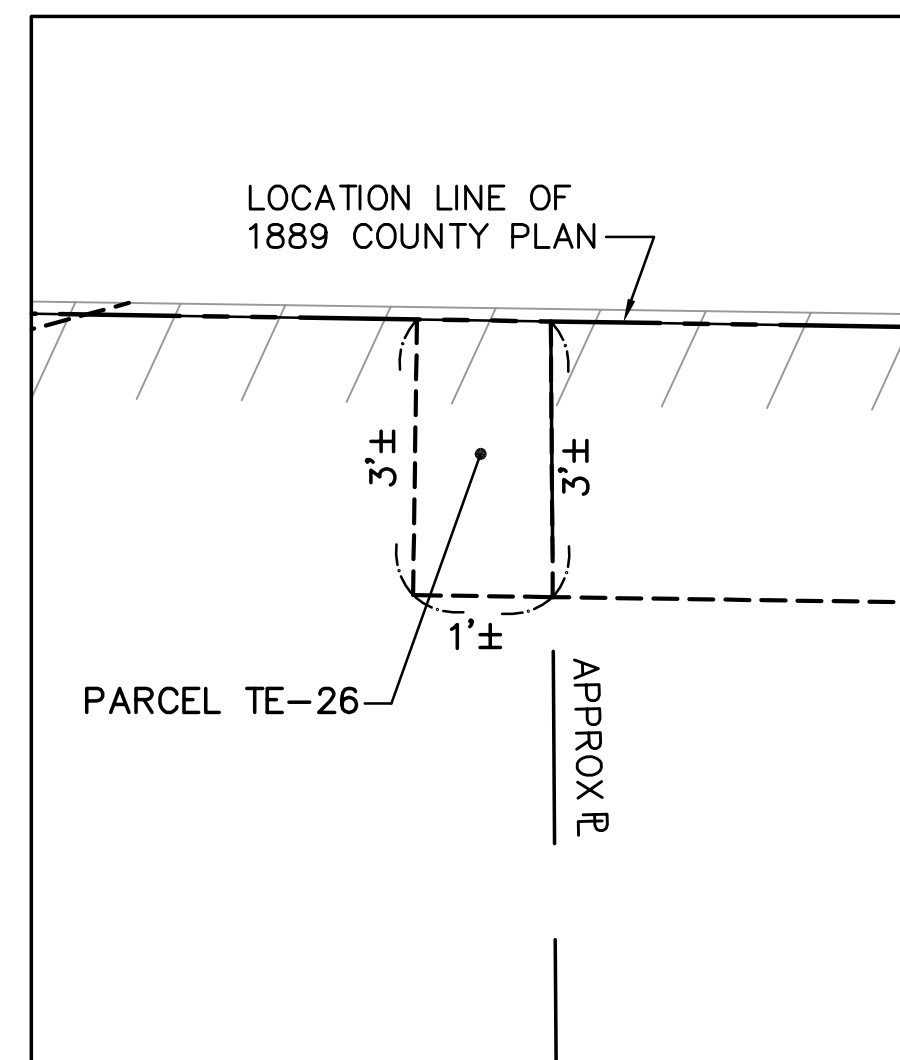 LOCATION LINE OF
1889 COUNTY PLAN
3'±
3'±
1'±
PARCEL TE-26
APPROX ⅊